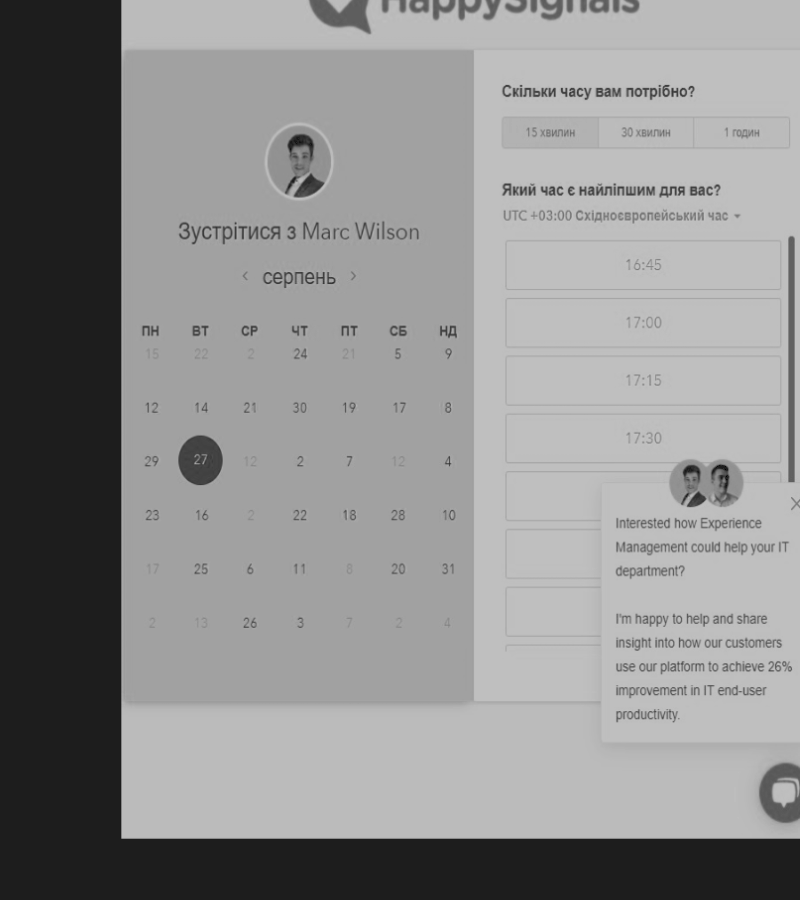 HappySignals
Зустрітися з Marc Wilson
‹ серпень ›
ПН ВТ СР ЧТ ПТ СБ НД
15 22 2 24 21 5 9
12 14 21 30 19 17 8
29 27 12 2 7 12 4
23 16 2 22 18 28 10
17 25 6 11 8 20 31
2 13 26 3 7 2 4
Скільки часу вам потрібно?
15 хвилин 30 хвилин 1 годин
Який час є найліпшим для вас?
UTC +03:00 Східноєвропейський час
16:45
17:00
17:15
17:30
Interested how Experience
Management could help your IT
department?
I'm happy to help and share
insight into how our customers
use our platform to achieve 26%
improvement in IT end-user
productivity.